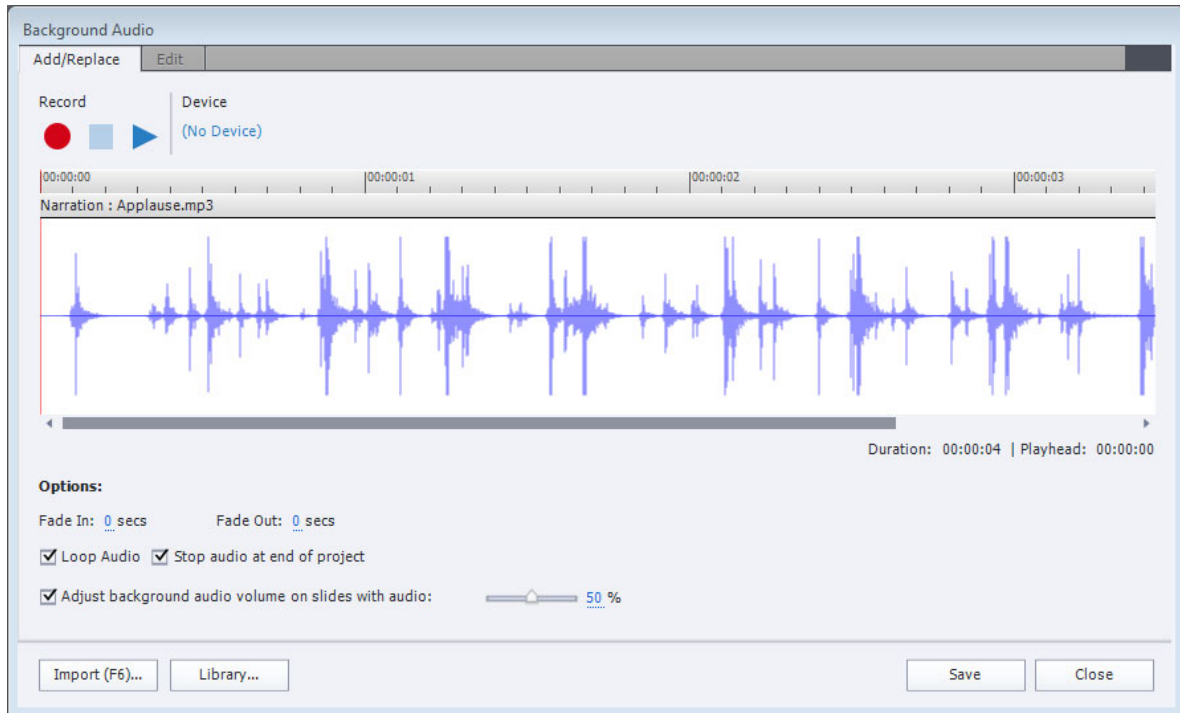 Background Audio
Add/Replace Edit
Record Device
(No Device)
00:00:00 00:00:01 00:00:02 00:00:03
Narration : Applause.mp3
Duration: 00:00:04 | Playhead: 00:00:00
Options:
Fade In: 0 secs Fade Out: 0 secs
Loop Audio Stop audio at end of project
Adjust background audio volume on slides with audio: 50 %
Import (F6)... Library... Save Close